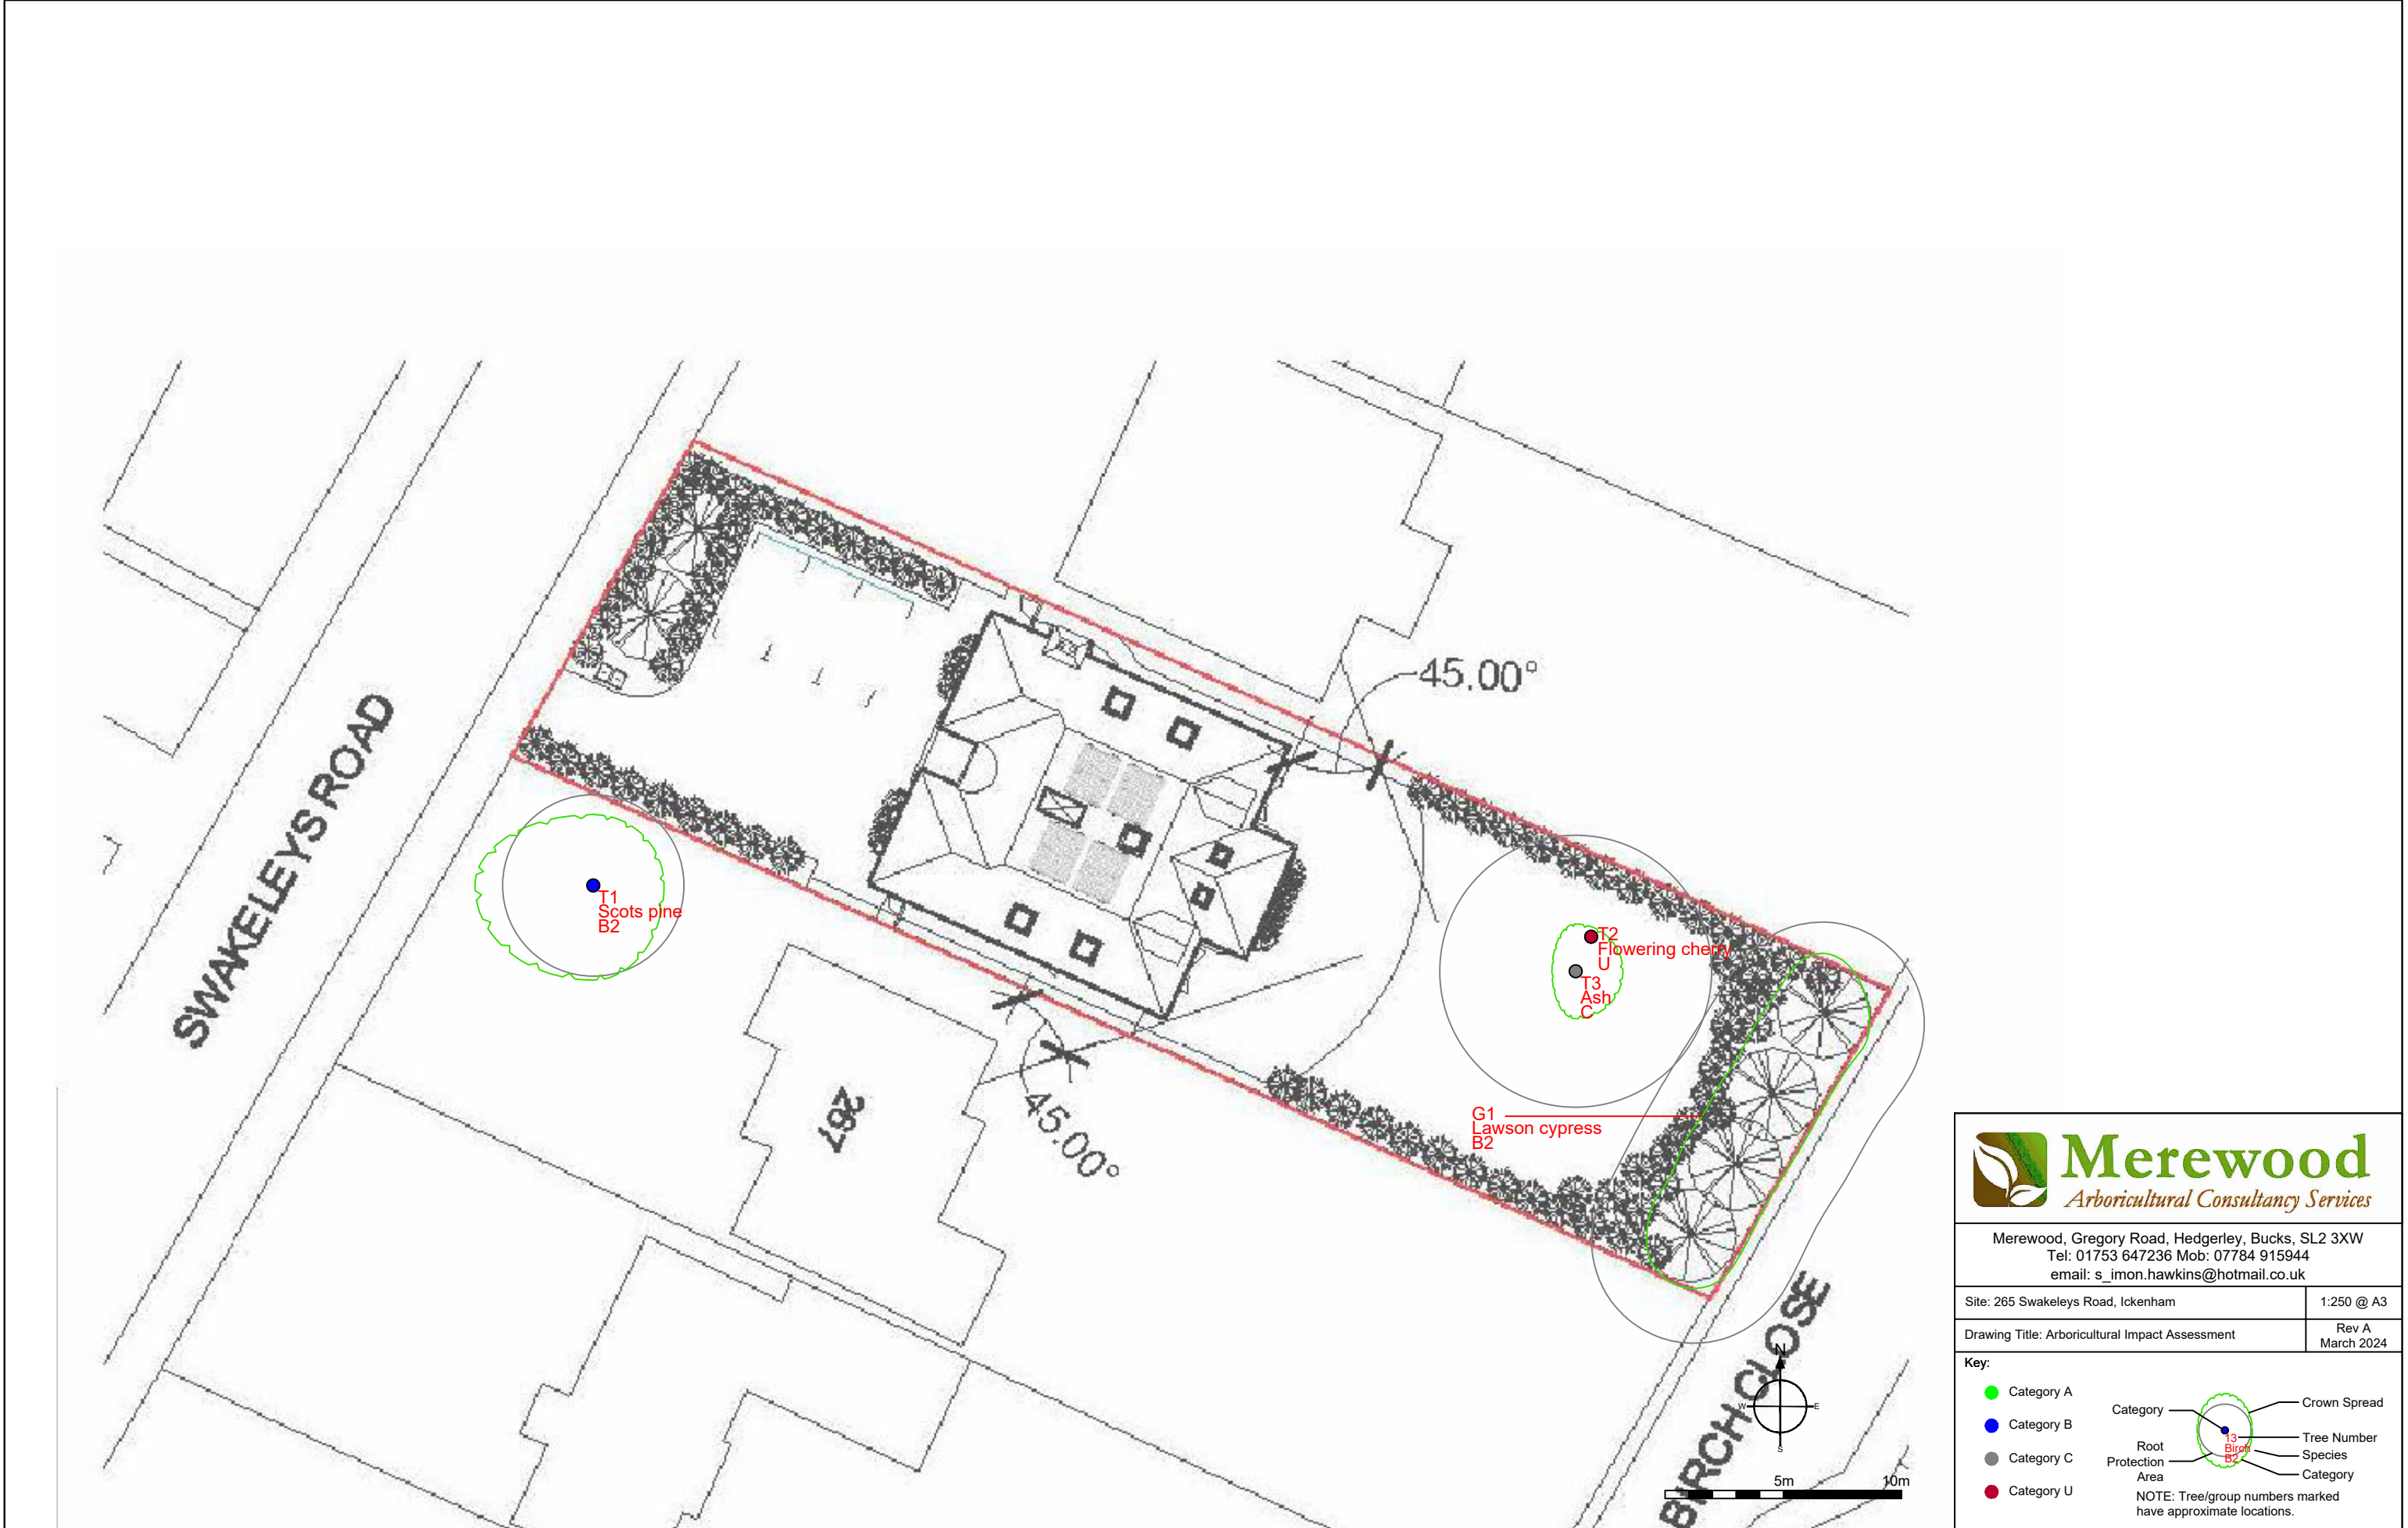 SWAKELEYS ROAD
45.00°
T1
Scots pine
B2
T2
Flowering cherry
U
T3
Ash
C
G1
Lawson cypress
B2
267
45.00°
BIRCH CLOSE
N
W
E
S
5m
10m
Merewood
Arboricultural Consultancy Services
Merewood, Gregory Road, Hedgerley, Bucks, SL2 3XW
Tel: 01753 647236 Mob: 07784 915944
email: s_imon.hawkins@hotmail.co.uk
Site: 265 Swakeleys Road, Ickenham
1:250 @ A3
Drawing Title: Arboricultural Impact Assessment
Rev A
March 2024
Key:
Category A
Category B
Category C
Category U
Category
Root
Protection
Area
13
Birch
B2
Crown Spread
Tree Number
Species
Category
NOTE: Tree/group numbers marked
have approximate locations.